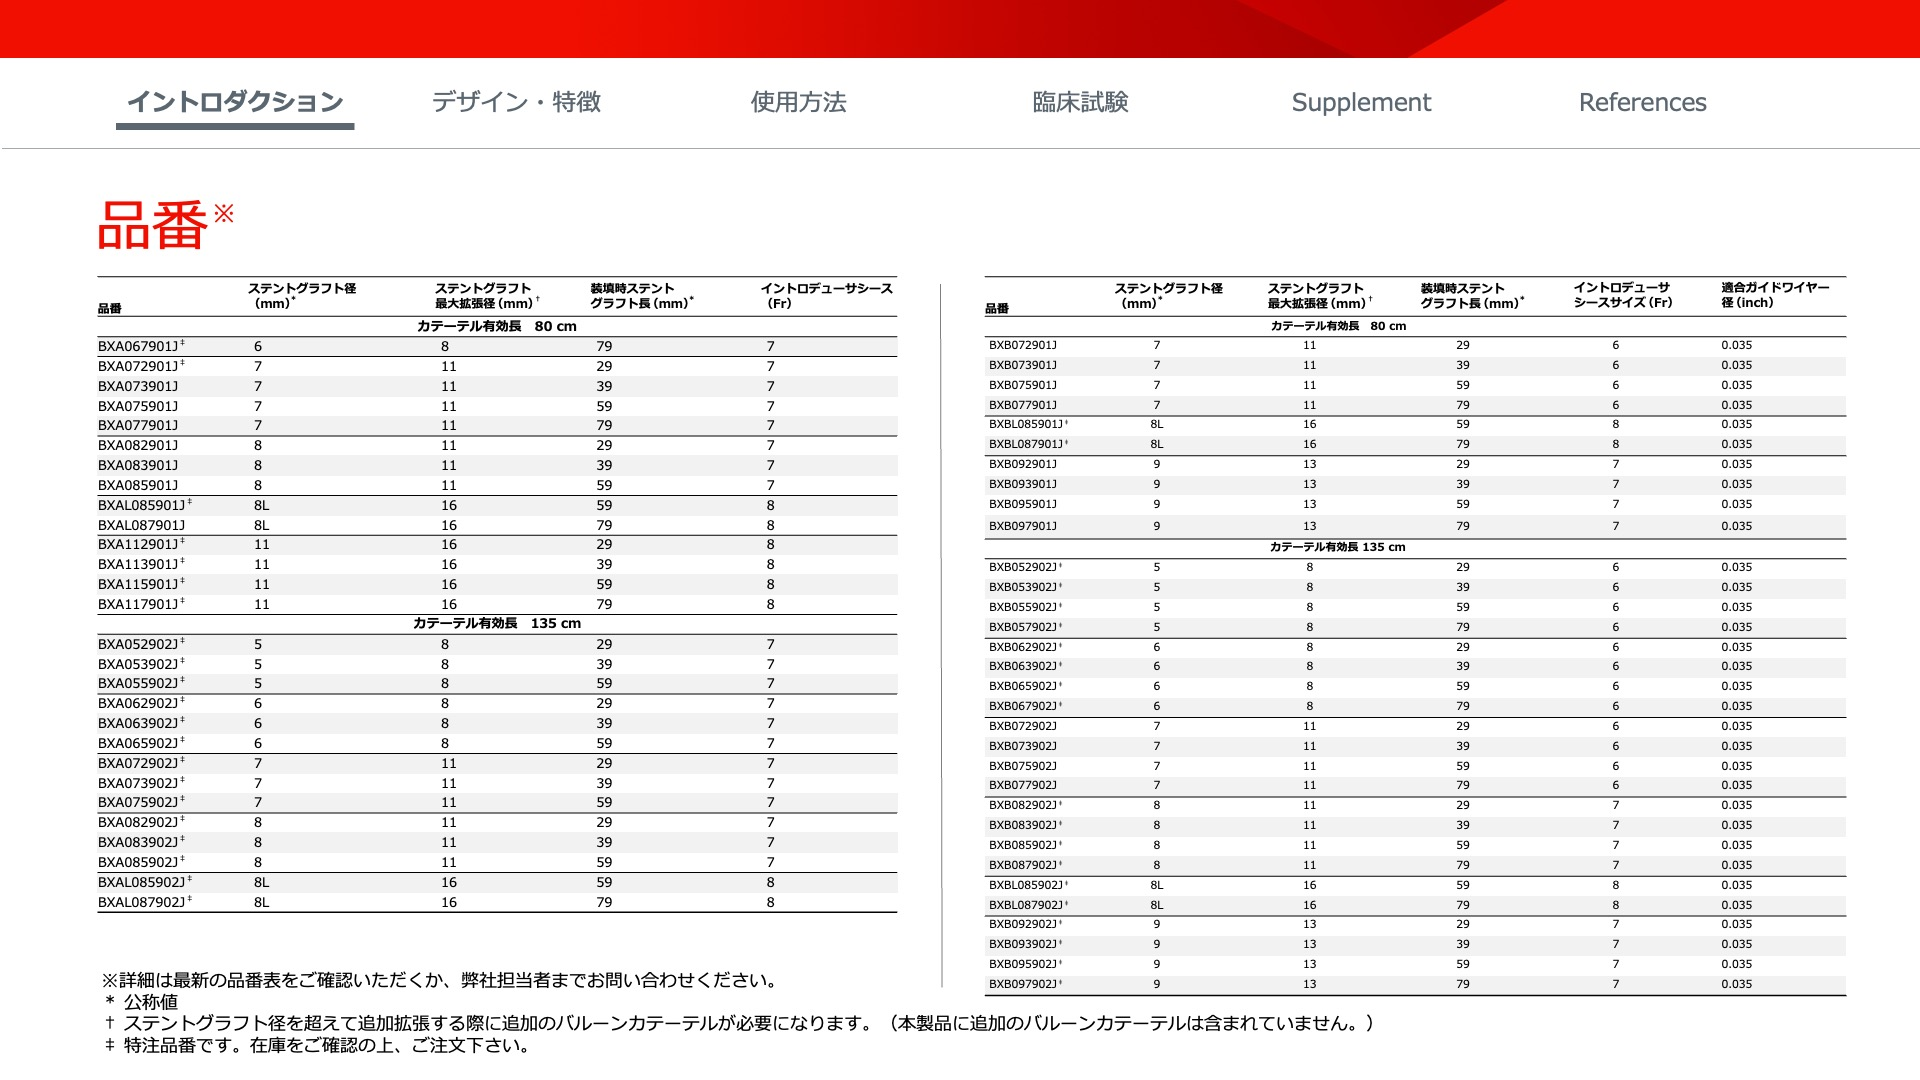 イントロダクション デザイン・特徴 使用方法 臨床試験 Supplement References
品番※
品番 ステントグラフト径（mm）* ステントグラフト最大拡張径（mm）† 装填時ステントグラフト長（mm）* イントロデューサシース（Fr）
カテーテル有効長 80 cm
BXA067901J‡ 6 8 79 7
BXA072901J‡ 7 11 29 7
BXA073901J 7 11 39 7
BXA075901J 7 11 59 7
BXA077901J 7 11 79 7
BXA082901J 8 11 29 7
BXA083901J 8 11 39 7
BXA085901J 8 11 59 7
BXAL085901J‡ 8L 16 59 8
BXAL087901J 8L 16 79 8
BXA112901J‡ 11 16 29 8
BXA113901J‡ 11 16 39 8
BXA115901J‡ 11 16 59 8
BXA117901J‡ 11 16 79 8
カテーテル有効長 135 cm
BXA052902J‡ 5 8 29 7
BXA053902J‡ 5 8 39 7
BXA055902J‡ 5 8 59 7
BXA062902J‡ 6 8 29 7
BXA063902J‡ 6 8 39 7
BXA065902J‡ 6 8 59 7
BXA072902J‡ 7 11 29 7
BXA073902J‡ 7 11 39 7
BXA075902J‡ 7 11 59 7
BXA082902J‡ 8 11 29 7
BXA083902J‡ 8 11 39 7
BXA085902J‡ 8 11 59 7
BXAL085902J‡ 8L 16 59 8
BXAL087902J‡ 8L 16 79 8
品番 ステントグラフト径（mm）* ステントグラフト最大拡張径（mm）† 装填時ステントグラフト長（mm）* イントロデューサシースサイズ（Fr） 適合ガイドワイヤー径（inch）
カテーテル有効長 80 cm
BXB072901J 7 11 29 6 0.035
BXB073901J 7 11 39 6 0.035
BXB075901J 7 11 59 6 0.035
BXB077901J 7 11 79 6 0.035
BXBL085901J‡ 8L 16 59 8 0.035
BXBL087901J‡ 8L 16 79 8 0.035
BXB092901J 9 13 29 7 0.035
BXB093901J 9 13 39 7 0.035
BXB095901J 9 13 59 7 0.035
BXB097901J 9 13 79 7 0.035
カテーテル有効長 135 cm
BXB052902J‡ 5 8 29 6 0.035
BXB053902J‡ 5 8 39 6 0.035
BXB055902J‡ 5 8 59 6 0.035
BXB057902J‡ 5 8 79 6 0.035
BXB062902J‡ 6 8 29 6 0.035
BXB063902J‡ 6 8 39 6 0.035
BXB065902J‡ 6 8 59 6 0.035
BXB067902J‡ 6 8 79 6 0.035
BXB072902J 7 11 29 6 0.035
BXB073902J 7 11 39 6 0.035
BXB075902J 7 11 59 6 0.035
BXB077902J 7 11 79 6 0.035
BXB082902J‡ 8 11 29 7 0.035
BXB083902J‡ 8 11 39 7 0.035
BXB085902J‡ 8 11 59 7 0.035
BXB087902J‡ 8 11 79 7 0.035
BXBL085902J‡ 8L 16 59 8 0.035
BXBL087902J‡ 8L 16 79 8 0.035
BXB092902J‡ 9 13 29 7 0.035
BXB093902J‡ 9 13 39 7 0.035
BXB095902J‡ 9 13 59 7 0.035
BXB097902J‡ 9 13 79 7 0.035
※詳細は最新の品番表をご確認いただくか、弊社担当者までお問い合わせください。
* 公称値
† ステントグラフト径を超えて追加拡張する際に追加のバルーンカテーテルが必要になります。（本製品に追加のバルーンカテーテルは含まれていません。）
‡ 特注品番です。在庫をご確認の上、ご注文下さい。